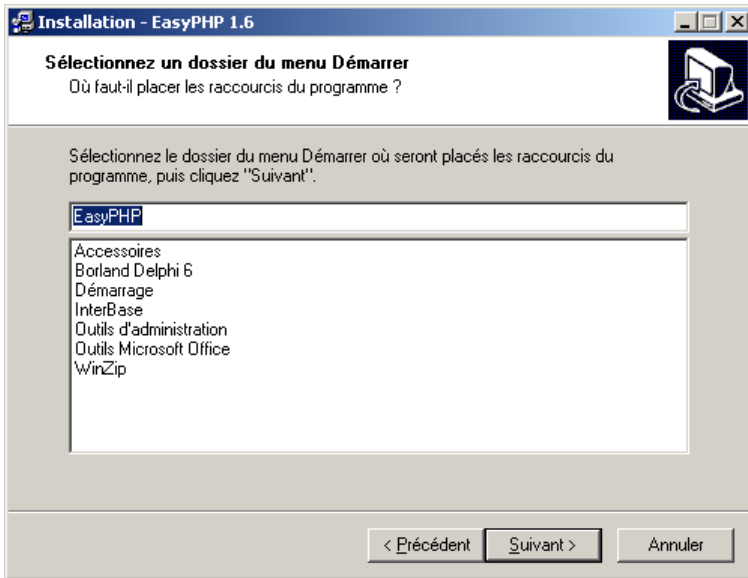 Installation - EasyPHP 1.6
Sélectionnez un dossier du menu Démarrer
Où faut-il placer les raccourcis du programme ?
Sélectionnez le dossier du menu Démarrer où seront placés les raccourcis du
programme, puis cliquez "Suivant".
EasyPHP
Accessoires
Borland Delphi 6
Démarrage
InterBase
Outils d'administration
Outils Microsoft Office
WinZip
< Précédent Suivant > Annuler